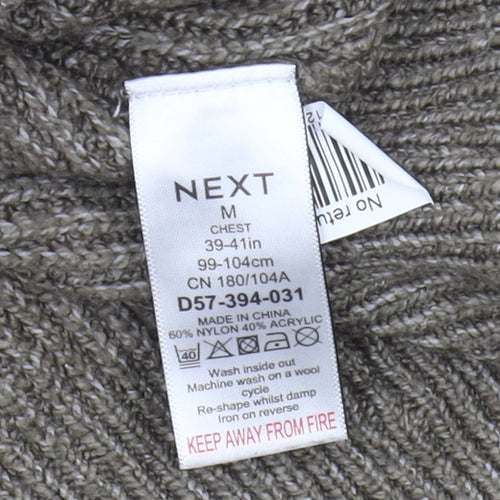 NEXT
M
CHEST
39-41in
99-104cm
CN 180/104A
D57-394-031
MADE IN CHINA
60% NYLON 40% ACRYLIC
40
Wash inside out
Machine wash on a wool
cycle
Re-shape whilst damp
Iron on reverse
KEEP AWAY FROM FIRE
No retu